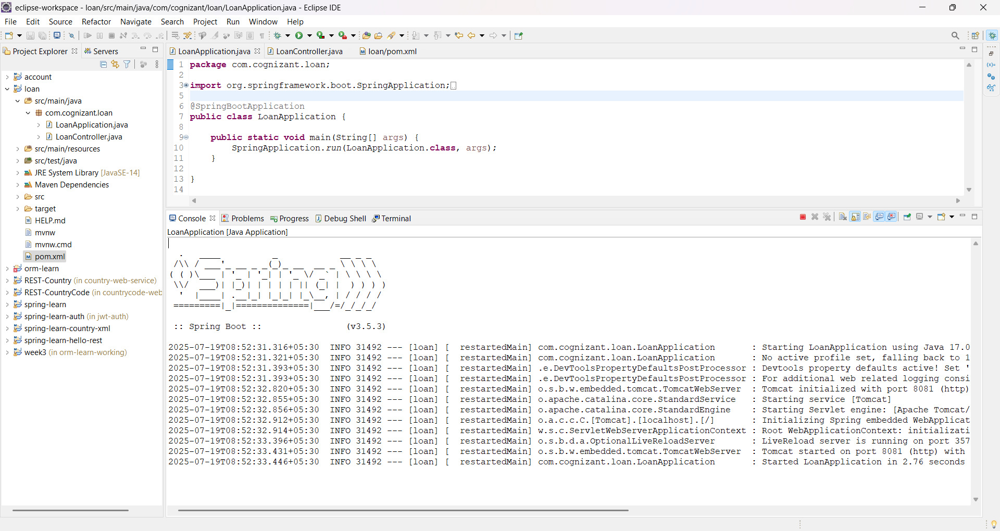 eclipse-workspace - loan/src/main/java/com/cognizant/loan/LoanApplication.java - Eclipse IDE
File Edit Source Refactor Navigate Search Project Run Window Help
Project Explorer Servers
account
loan
src/main/java
com.cognizant.loan
LoanApplication.java
LoanController.java
src/main/resources
src/test/java
JRE System Library [JavaSE-14]
Maven Dependencies
src
target
HELP.md
mvnw
mvnw.cmd
pom.xml
orm-learn
REST-Country (in country-web-service)
REST-CountryCode (in countrycode-web
spring-learn
spring-learn-auth (in jwt-auth)
spring-learn-country-xml
spring-learn-hello-rest
week3 (in orm-learn-working)
LoanApplication.java LoanController.java loan/pom.xml
1 package com.cognizant.loan;
2
3 import org.springframework.boot.SpringApplication;
5
6 @SpringBootApplication
7 public class LoanApplication {
8
9 public static void main(String[] args) {
10 SpringApplication.run(LoanApplication.class, args);
11 }
12
13 }
14
Console Problems Progress Debug Shell Terminal
LoanApplication [Java Application]
Spring
:: Spring Boot :: (v3.5.3)
2025-07-19T08:52:31.316+05:30 INFO 31492 --- [loan] [ restartedMain] com.cognizant.loan.LoanApplication : Starting LoanApplication using Java 17.0
2025-07-19T08:52:31.321+05:30 INFO 31492 --- [loan] [ restartedMain] com.cognizant.loan.LoanApplication : No active profile set, falling back to 1
2025-07-19T08:52:31.393+05:30 INFO 31492 --- [loan] [ restartedMain] .e.DevToolsPropertyDefaultsPostProcessor : Devtools property defaults active! Set '
2025-07-19T08:52:31.393+05:30 INFO 31492 --- [loan] [ restartedMain] .e.DevToolsPropertyDefaultsPostProcessor : For additional web related logging consi
2025-07-19T08:52:32.820+05:30 INFO 31492 --- [loan] [ restartedMain] o.s.b.w.embedded.tomcat.TomcatWebServer : Tomcat initialized with port 8081 (http)
2025-07-19T08:52:32.855+05:30 INFO 31492 --- [loan] [ restartedMain] o.apache.catalina.core.StandardService : Starting service [Tomcat]
2025-07-19T08:52:32.856+05:30 INFO 31492 --- [loan] [ restartedMain] o.apache.catalina.core.StandardEngine : Starting Servlet engine: [Apache Tomcat/
2025-07-19T08:52:32.912+05:30 INFO 31492 --- [loan] [ restartedMain] o.a.c.c.C.[Tomcat].[localhost].[/] : Initializing Spring embedded WebApplicat
2025-07-19T08:52:32.914+05:30 INFO 31492 --- [loan] [ restartedMain] w.s.c.ServletWebServerApplicationContext : Root WebApplicationContext: initializati
2025-07-19T08:52:33.396+05:30 INFO 31492 --- [loan] [ restartedMain] o.s.b.d.a.OptionalLiveReloadServer : LiveReload server is running on port 357
2025-07-19T08:52:33.431+05:30 INFO 31492 --- [loan] [ restartedMain] o.s.b.w.embedded.tomcat.TomcatWebServer : Tomcat started on port 8081 (http) with
2025-07-19T08:52:33.446+05:30 INFO 31492 --- [loan] [ restartedMain] com.cognizant.loan.LoanApplication : Started LoanApplication in 2.76 seconds